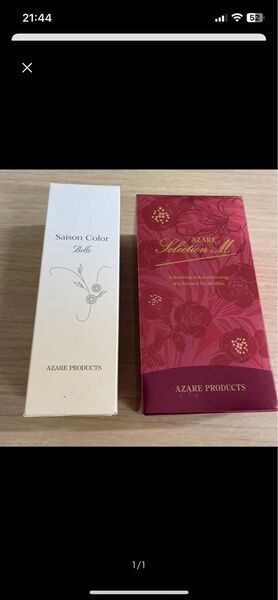 21:44
52
Saison Color
Belle
AZARE PRODUCTS
AZARE
Selection M
AZARE PRODUCTS
1/1